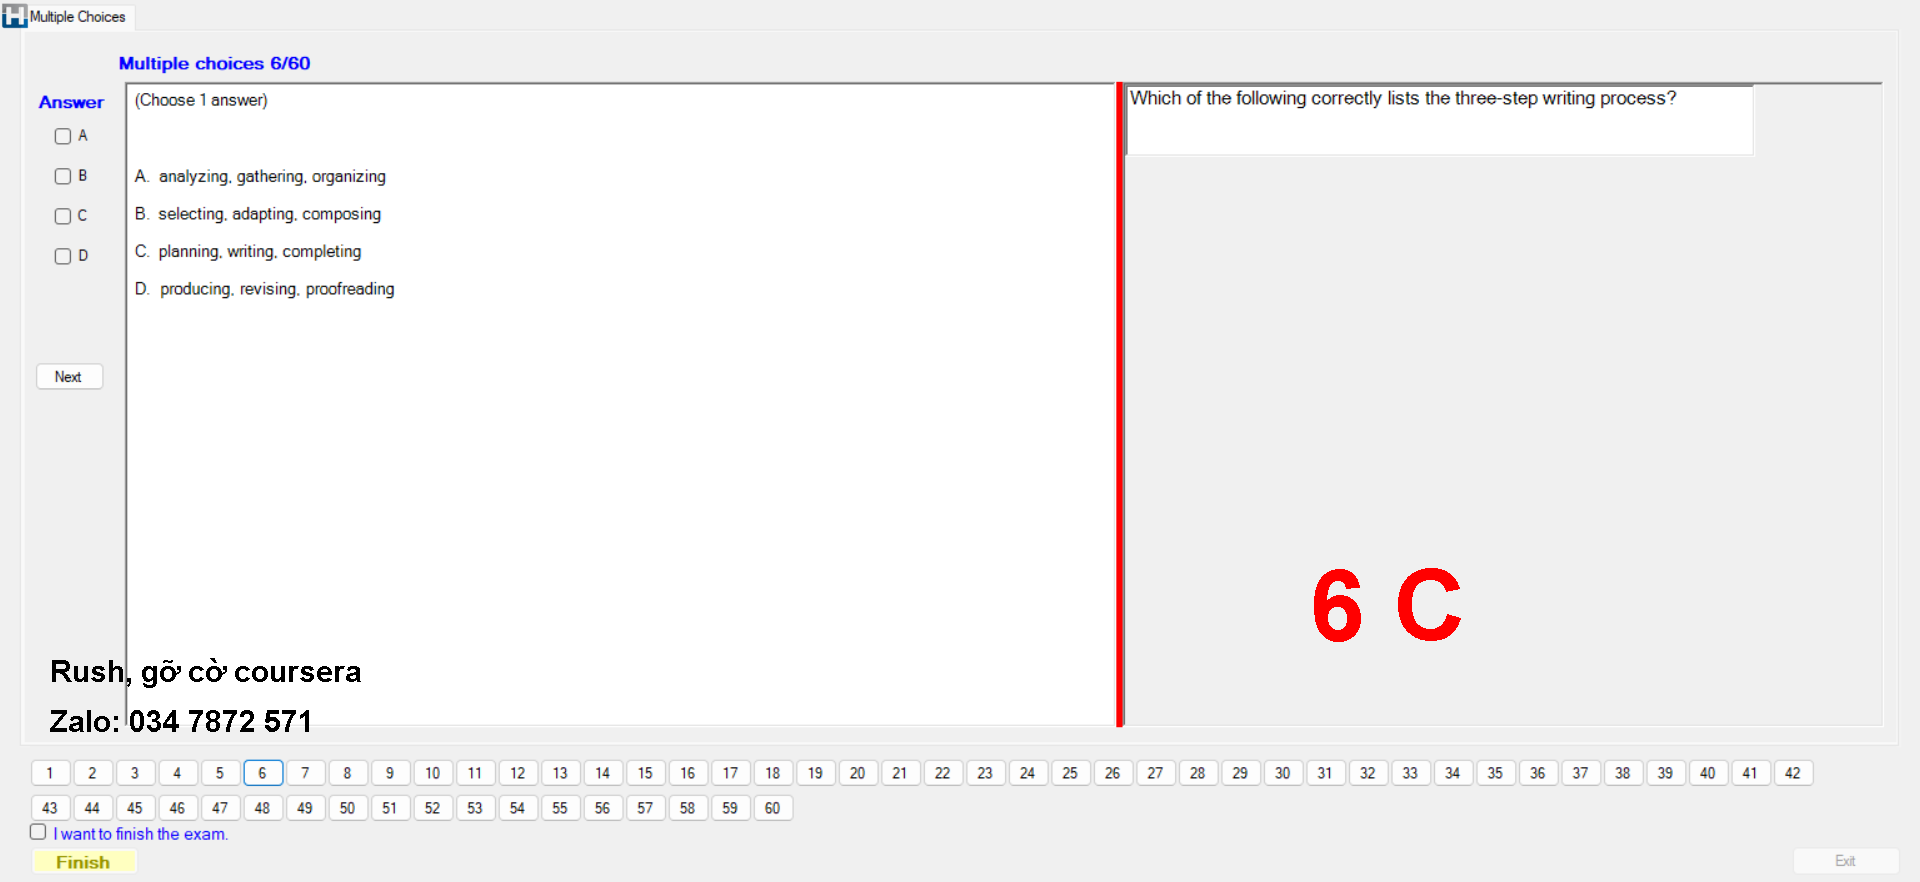 Multiple Choices
Multiple choices 6/60
Answer
A
B
C
D
Next
(Choose 1 answer)
A. analyzing, gathering, organizing
B. selecting, adapting, composing
C. planning, writing, completing
D. producing, revising, proofreading
Which of the following correctly lists the three-step writing process?
6 C
Rush, gỡ cờ coursera
Zalo: 034 7872 571
1 2 3 4 5 6 7 8 9 10 11 12 13 14 15 16 17 18 19 20 21 22 23 24 25 26 27 28 29 30 31 32 33 34 35 36 37 38 39 40 41 42
43 44 45 46 47 48 49 50 51 52 53 54 55 56 57 58 59 60
I want to finish the exam.
Finish
Exit